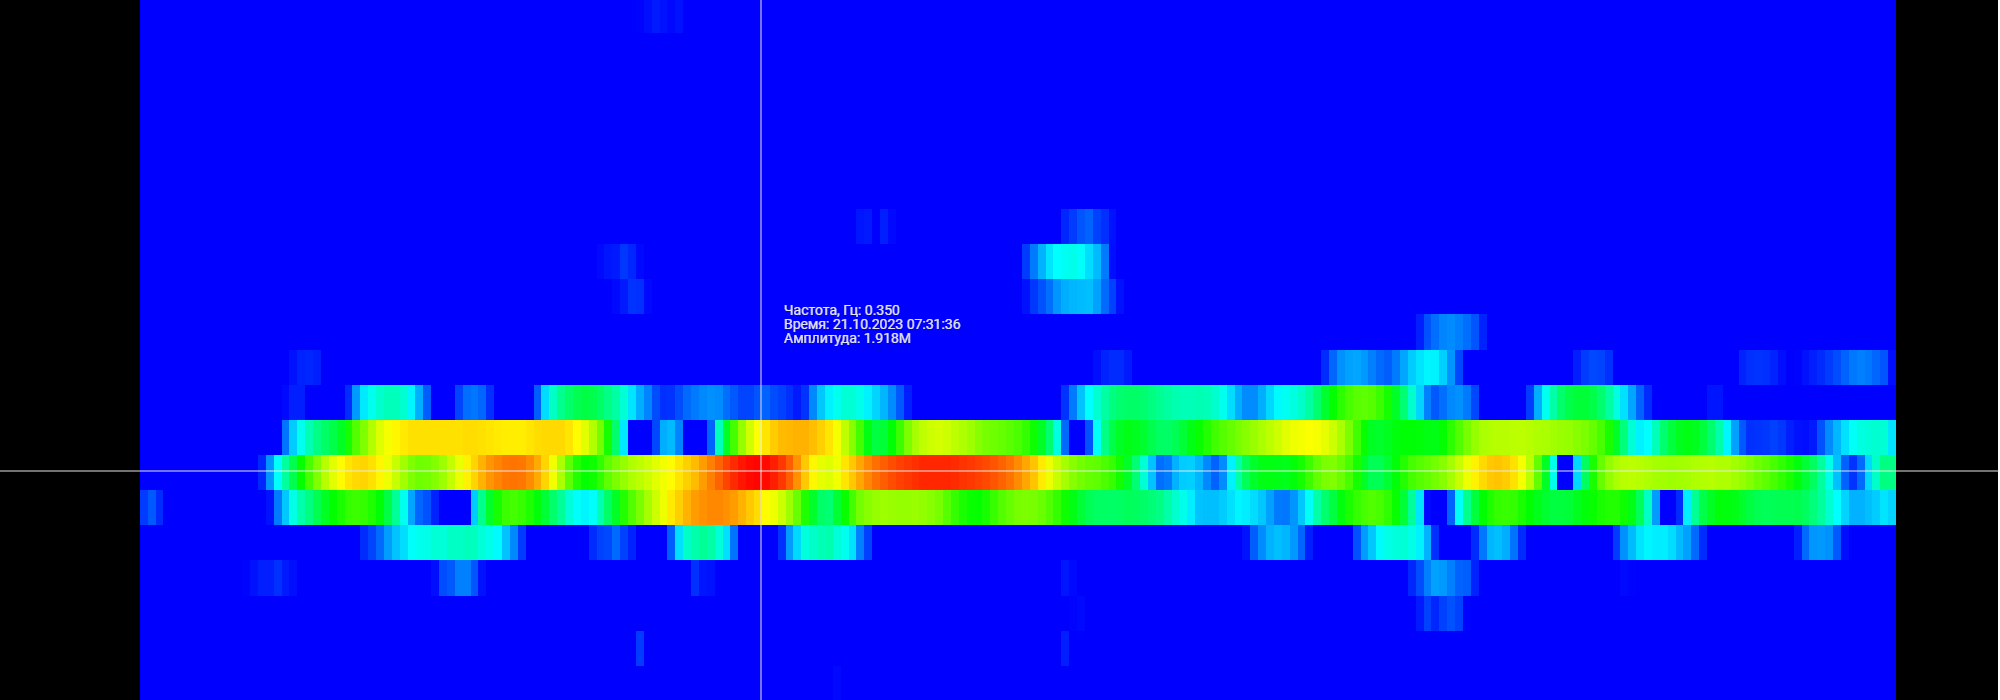 Частота, Гц: 0.350
Время: 21.10.2023 07:31:36
Амплитуда: 1.918M